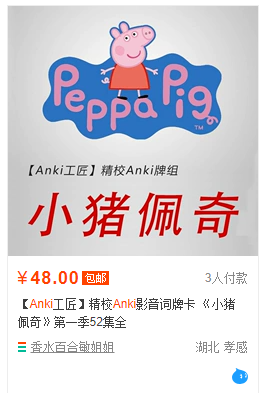 Peppa Pig
TM
【Anki工匠】精校Anki牌组
小猪佩奇
¥48.00 包邮 3人付款
【Anki工匠】精校Anki影音词牌卡 《小猪
佩奇》第一季52集全
香水百合敏姐姐 湖北 孝感